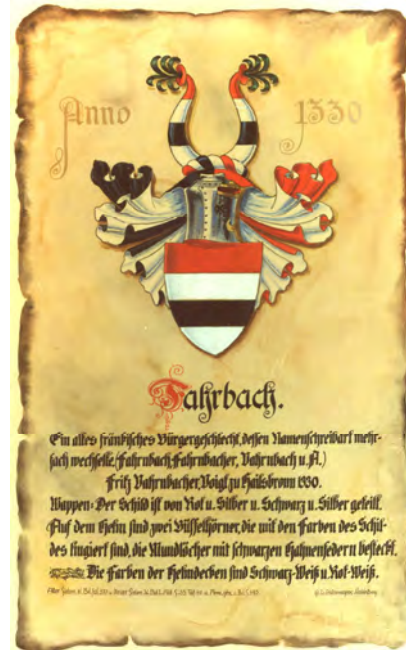 Anno 1330
Fahrbach.
Ein altes fränkisches Bürgergeschlecht, dessen Namenschreibart mehr-
fach wechselte. (Fahrnbach, Fahrnbacher, Vahrnbach u. A.)
Fritz Vahrnbacher, Voigt zu Hailsbronn 1330.
Wappen: Der Schild ist von Rot u. Silber u. Schwarz u. Silber geteilt.
Auf dem Helm sind zwei Büffelhörner, die mit den Farben des Schil-
des tingiert sind, die Mundlöcher mit schwarzen Hahnenfedern besteckt.
Die Farben der Helmdecken sind Schwarz-Weiß u. Rot-Weiß.